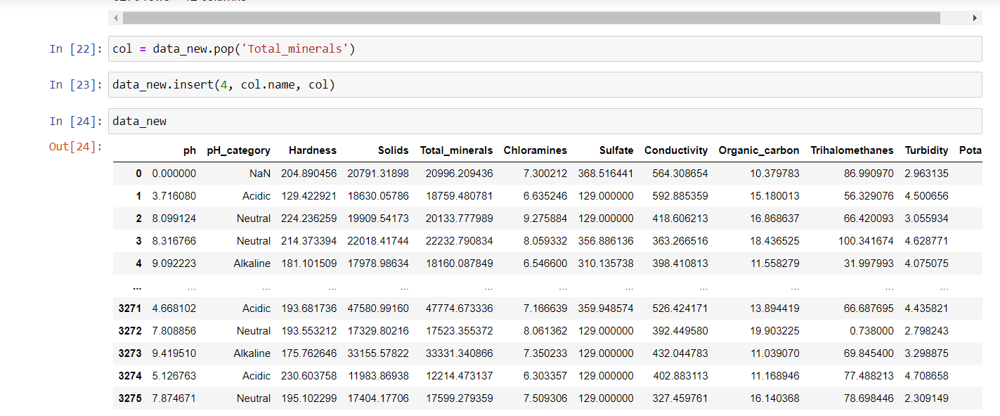 In [22]: col = data_new.pop('Total_minerals')
In [23]: data_new.insert(4, col.name, col)
In [24]: data_new
Out[24]:
ph pH_category Hardness Solids Total_minerals Chloramines Sulfate Conductivity Organic_carbon Trihalomethanes Turbidity Pota
0 0.000000 NaN 204.890456 20791.31898 20996.209436 7.300212 368.516441 564.308654 10.379783 86.990970 2.963135
1 3.716080 Acidic 129.422921 18630.05786 18759.480781 6.635246 129.000000 592.885359 15.180013 56.329076 4.500656
2 8.099124 Neutral 224.236259 19909.54173 20133.777989 9.275884 129.000000 418.606213 16.868637 66.420093 3.055934
3 8.316766 Neutral 214.373394 22018.41744 22232.790834 8.059332 356.886136 363.266516 18.436525 100.341674 4.628771
4 9.092223 Alkaline 181.101509 17978.98634 18160.087849 6.546600 310.135738 398.410813 11.558279 31.997993 4.075075
... ... ... ... ... ... ... ... ... ... ... ...
3271 4.668102 Acidic 193.681736 47580.99160 47774.673336 7.166639 359.948574 526.424171 13.894419 66.687695 4.435821
3272 7.808856 Neutral 193.553212 17329.80216 17523.355372 8.061362 129.000000 392.449580 19.903225 0.738000 2.798243
3273 9.419510 Alkaline 175.762646 33155.57822 33331.340866 7.350233 129.000000 432.044783 11.039070 69.845400 3.298875
3274 5.126763 Acidic 230.603758 11983.86938 12214.473137 6.303357 129.000000 402.883113 11.168946 77.488213 4.708658
3275 7.874671 Neutral 195.102299 17404.17706 17599.279359 7.509306 129.000000 327.459761 16.140368 78.698446 2.309149